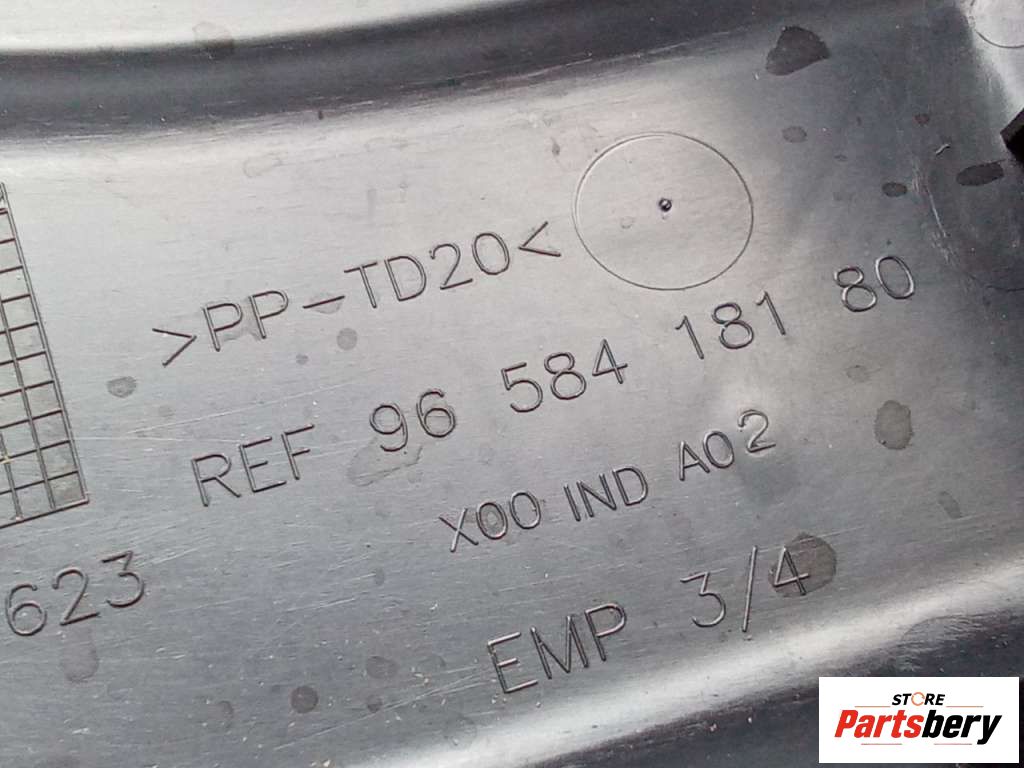 >PP-TD20<
REF 96 584 181 80
X00 IND A02
623
EMP 3/4
STORE
Partsbery